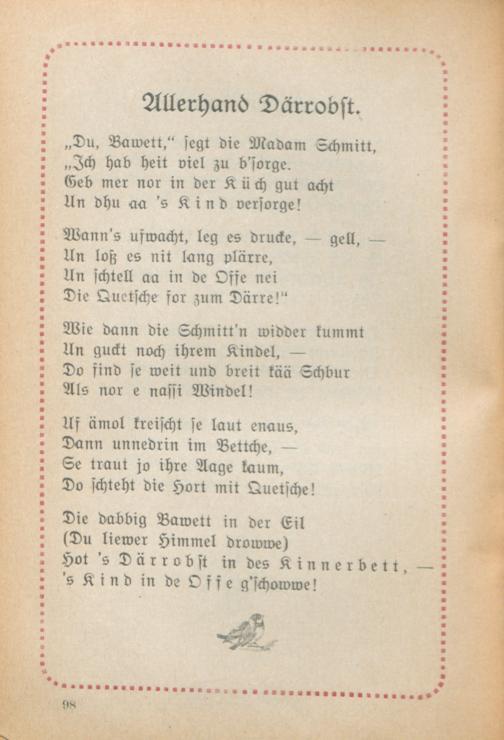 Allerhand Därrobst.
„Du, Bawett,“ segt die Madam Schmitt,
„Ich hab heit viel zu b'sorge.
Geb mer nor in der Küch gut acht
Un dhu aa 's Kind versorge!
Wann's ufwacht, leg es drucke, — gell, —
Un loß es nit lang plärre,
Un schtell aa in de Offe nei
Die Quetsche for zum Därre!“
Wie dann die Schmitt'n widder kummt
Un guckt noch ihrem Kindel, —
Do find se weit und breit kää Schbur
Als nor e nassi Windel!
Uf ämol kreischt se laut enaus,
Dann unnedrin im Bettche, —
Se traut jo ihre Aage kaum,
Do schteht die Hort mit Quetsche!
Die dabbig Bawett in der Eil
(Du liewer Himmel drowwe)
Hot 's Därrobst in des Kinnerbett, —
's Kind in de Offe g'schowwe!
98